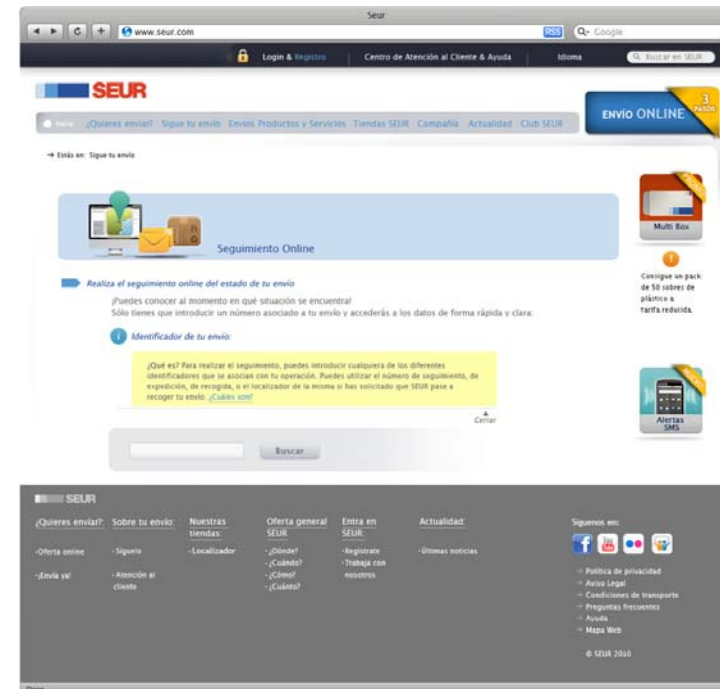 Seur
www.seur.com
RSS
Google
Login & Registro
Centro de Atención al Cliente & Ayuda
Idioma
Buscar en SEUR
SEUR
Inicio
¿Quieres enviar?
Sigue tu envío
Envíos Productos y Servicios
Tiendas SEUR
Compañía
Actualidad
Club SEUR
ENVÍO ONLINE
3
PASOS
→ Estás en: Sigue tu envío
Seguimiento Online
Multi Box
Consigue un pack
de 50 sobres de
plástico a
tarifa reducida.
Realiza el seguimiento online del estado de tu envío
¡Puedes conocer al momento en qué situación se encuentra!
Sólo tienes que introducir un número asociado a tu envío y accederás a los datos de forma rápida y clara.
i
Identificador de tu envío:
¿Qué es? Para realizar el seguimiento, puedes introducir cualquiera de los diferentes
identificadores que se asocian con tu operación. Puedes utilizar el número de seguimiento, de
expedición, de recogida, o el localizador de la misma si has solicitado que SEUR pase a
recoger tu envío. ¿Cuáles son?
Cerrar
Buscar
Alertas
SMS
SEUR
¿Quieres enviar?:
-Oferta online
-¡Envía ya!
Sobre tu envío:
-Síguelo
-Atención al
cliente
Nuestras
tiendas:
-Localizador
Oferta general
SEUR
-¿Dónde?
-¿Cuándo?
-¿Cómo?
-¿Cuánto?
Entra en
SEUR:
-Regístrate
-Trabaja con
nosotros
Actualidad:
-Últimas noticias
Síguenos en:
→ Política de privacidad
→ Aviso Legal
→ Condiciones de transporte
→ Preguntas frecuentes
→ Ayuda
→ Mapa Web
© SEUR 2010